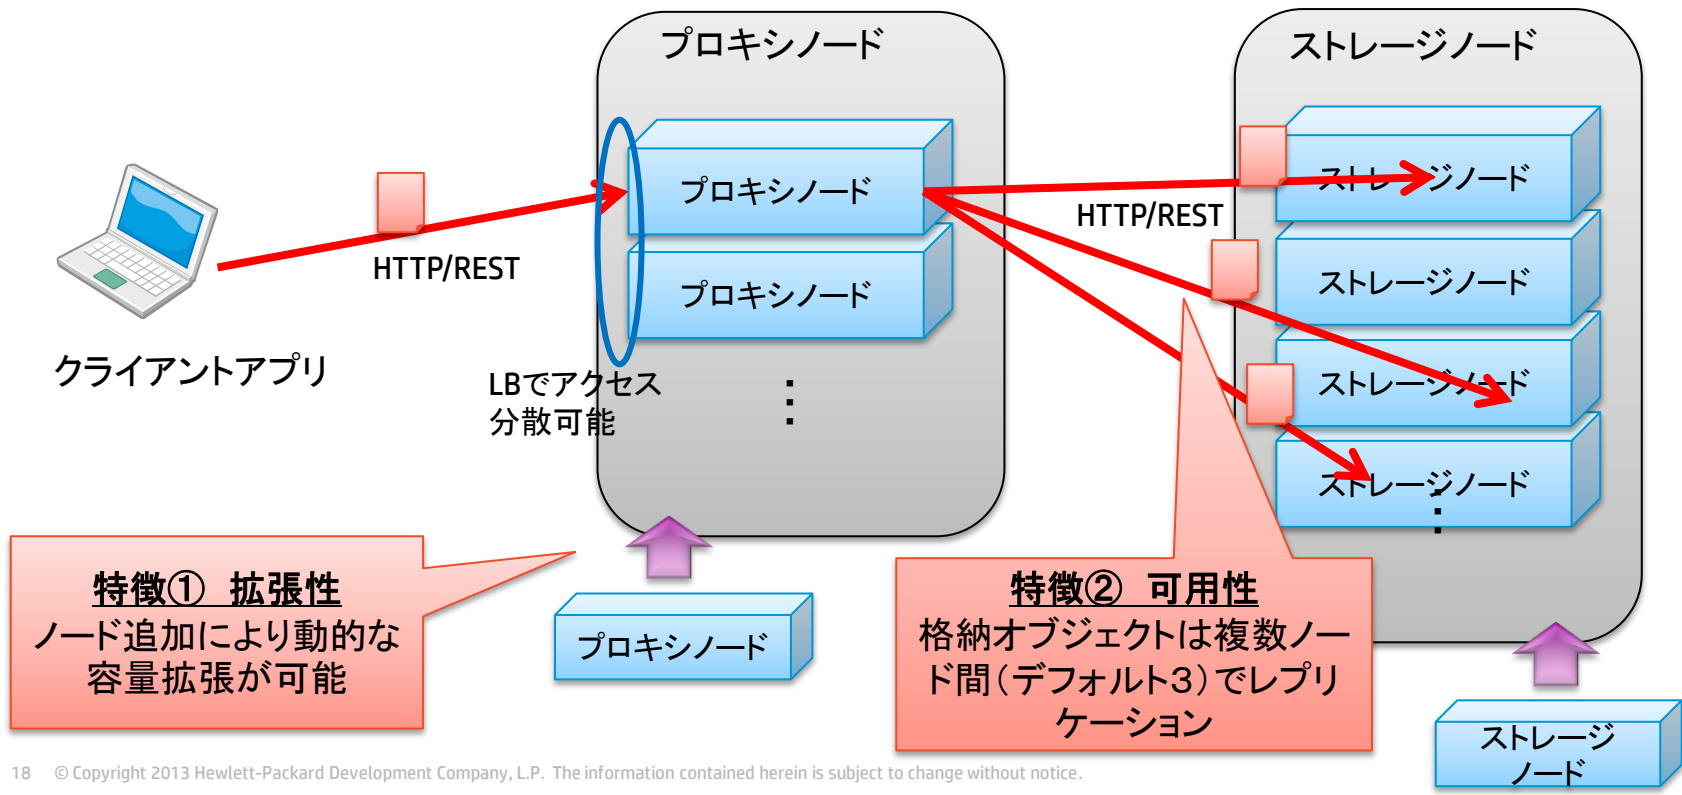 プロキシノード
ストレージノード
プロキシノード
プロキシノード
⋮
ストレージノード
ストレージノード
ストレージノード
ストレージノード
⋮
HTTP/REST
HTTP/REST
クライアントアプリ
LBでアクセス
分散可能
特徴① 拡張性
ノード追加により動的な
容量拡張が可能
プロキシノード
特徴② 可用性
格納オブジェクトは複数ノー
ド間（デフォルト３）でレプリ
ケーション
ストレージ
ノード
18 © Copyright 2013 Hewlett-Packard Development Company, L.P. The information contained herein is subject to change without notice.